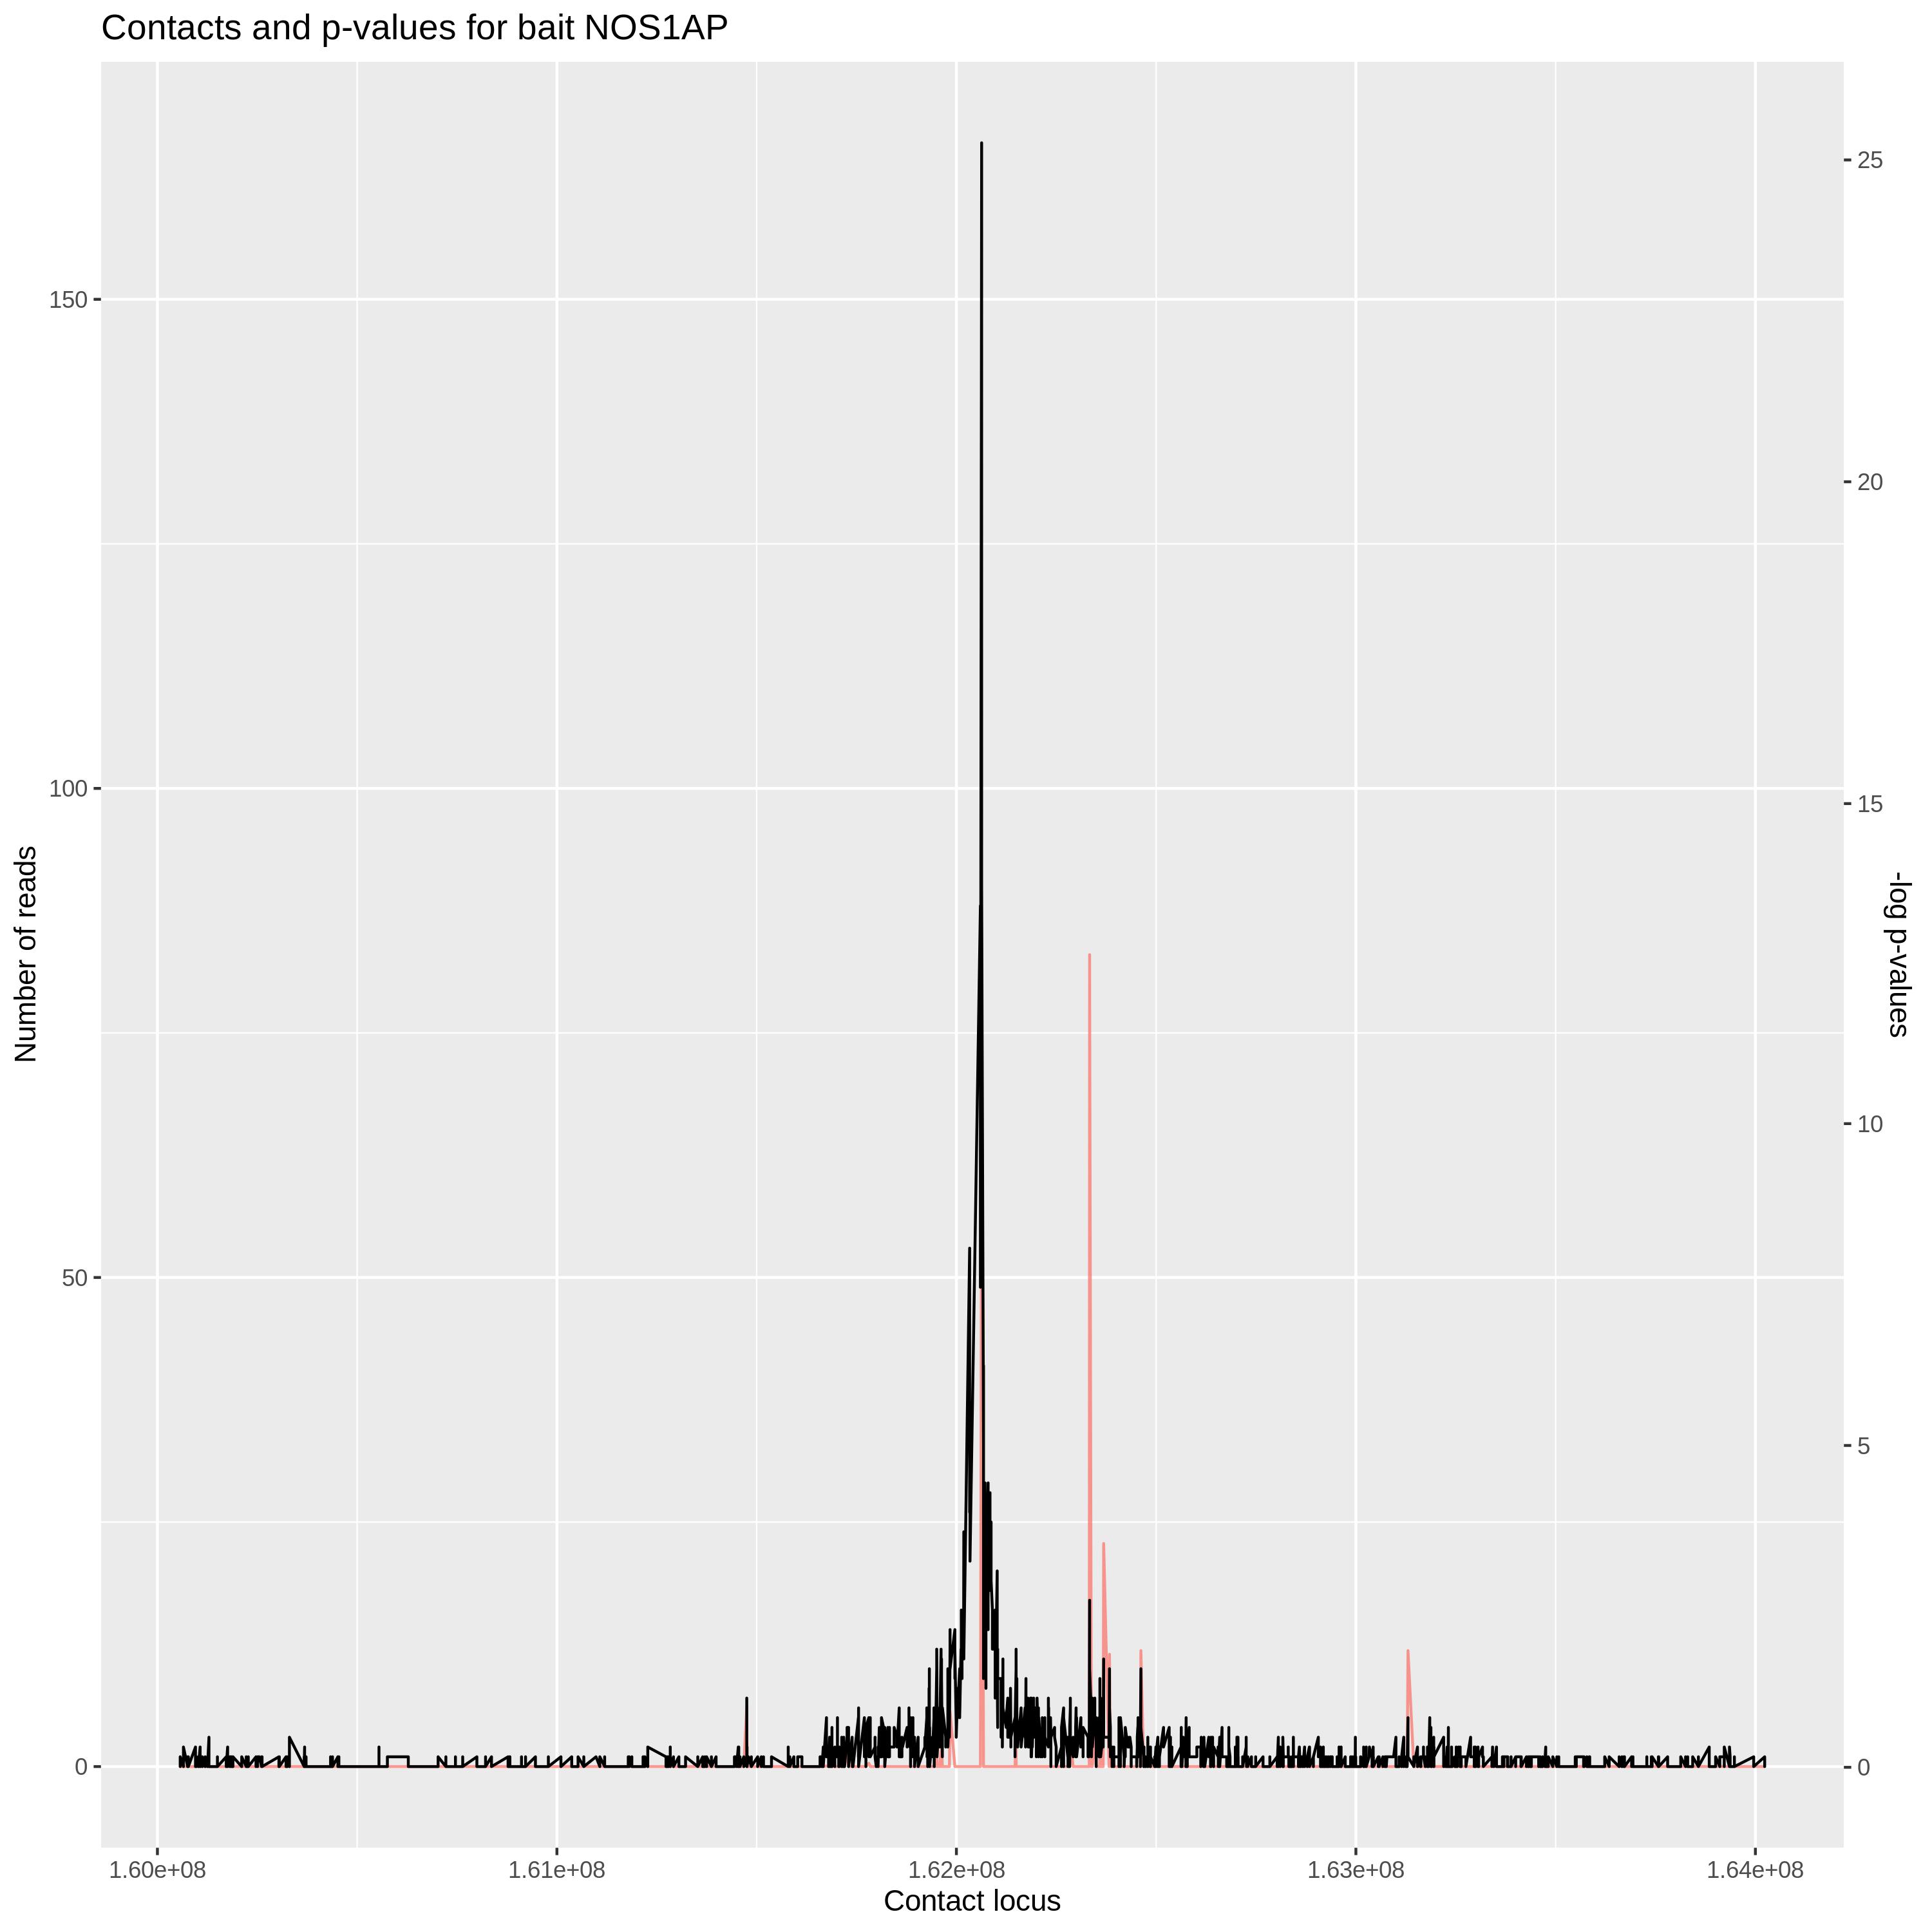 Contacts and p-values for bait NOS1AP
Number of reads
150
100
50
0
25
20
15
10
5
0
-log p-values
1.60e+08
1.61e+08
1.62e+08
1.63e+08
1.64e+08
Contact locus